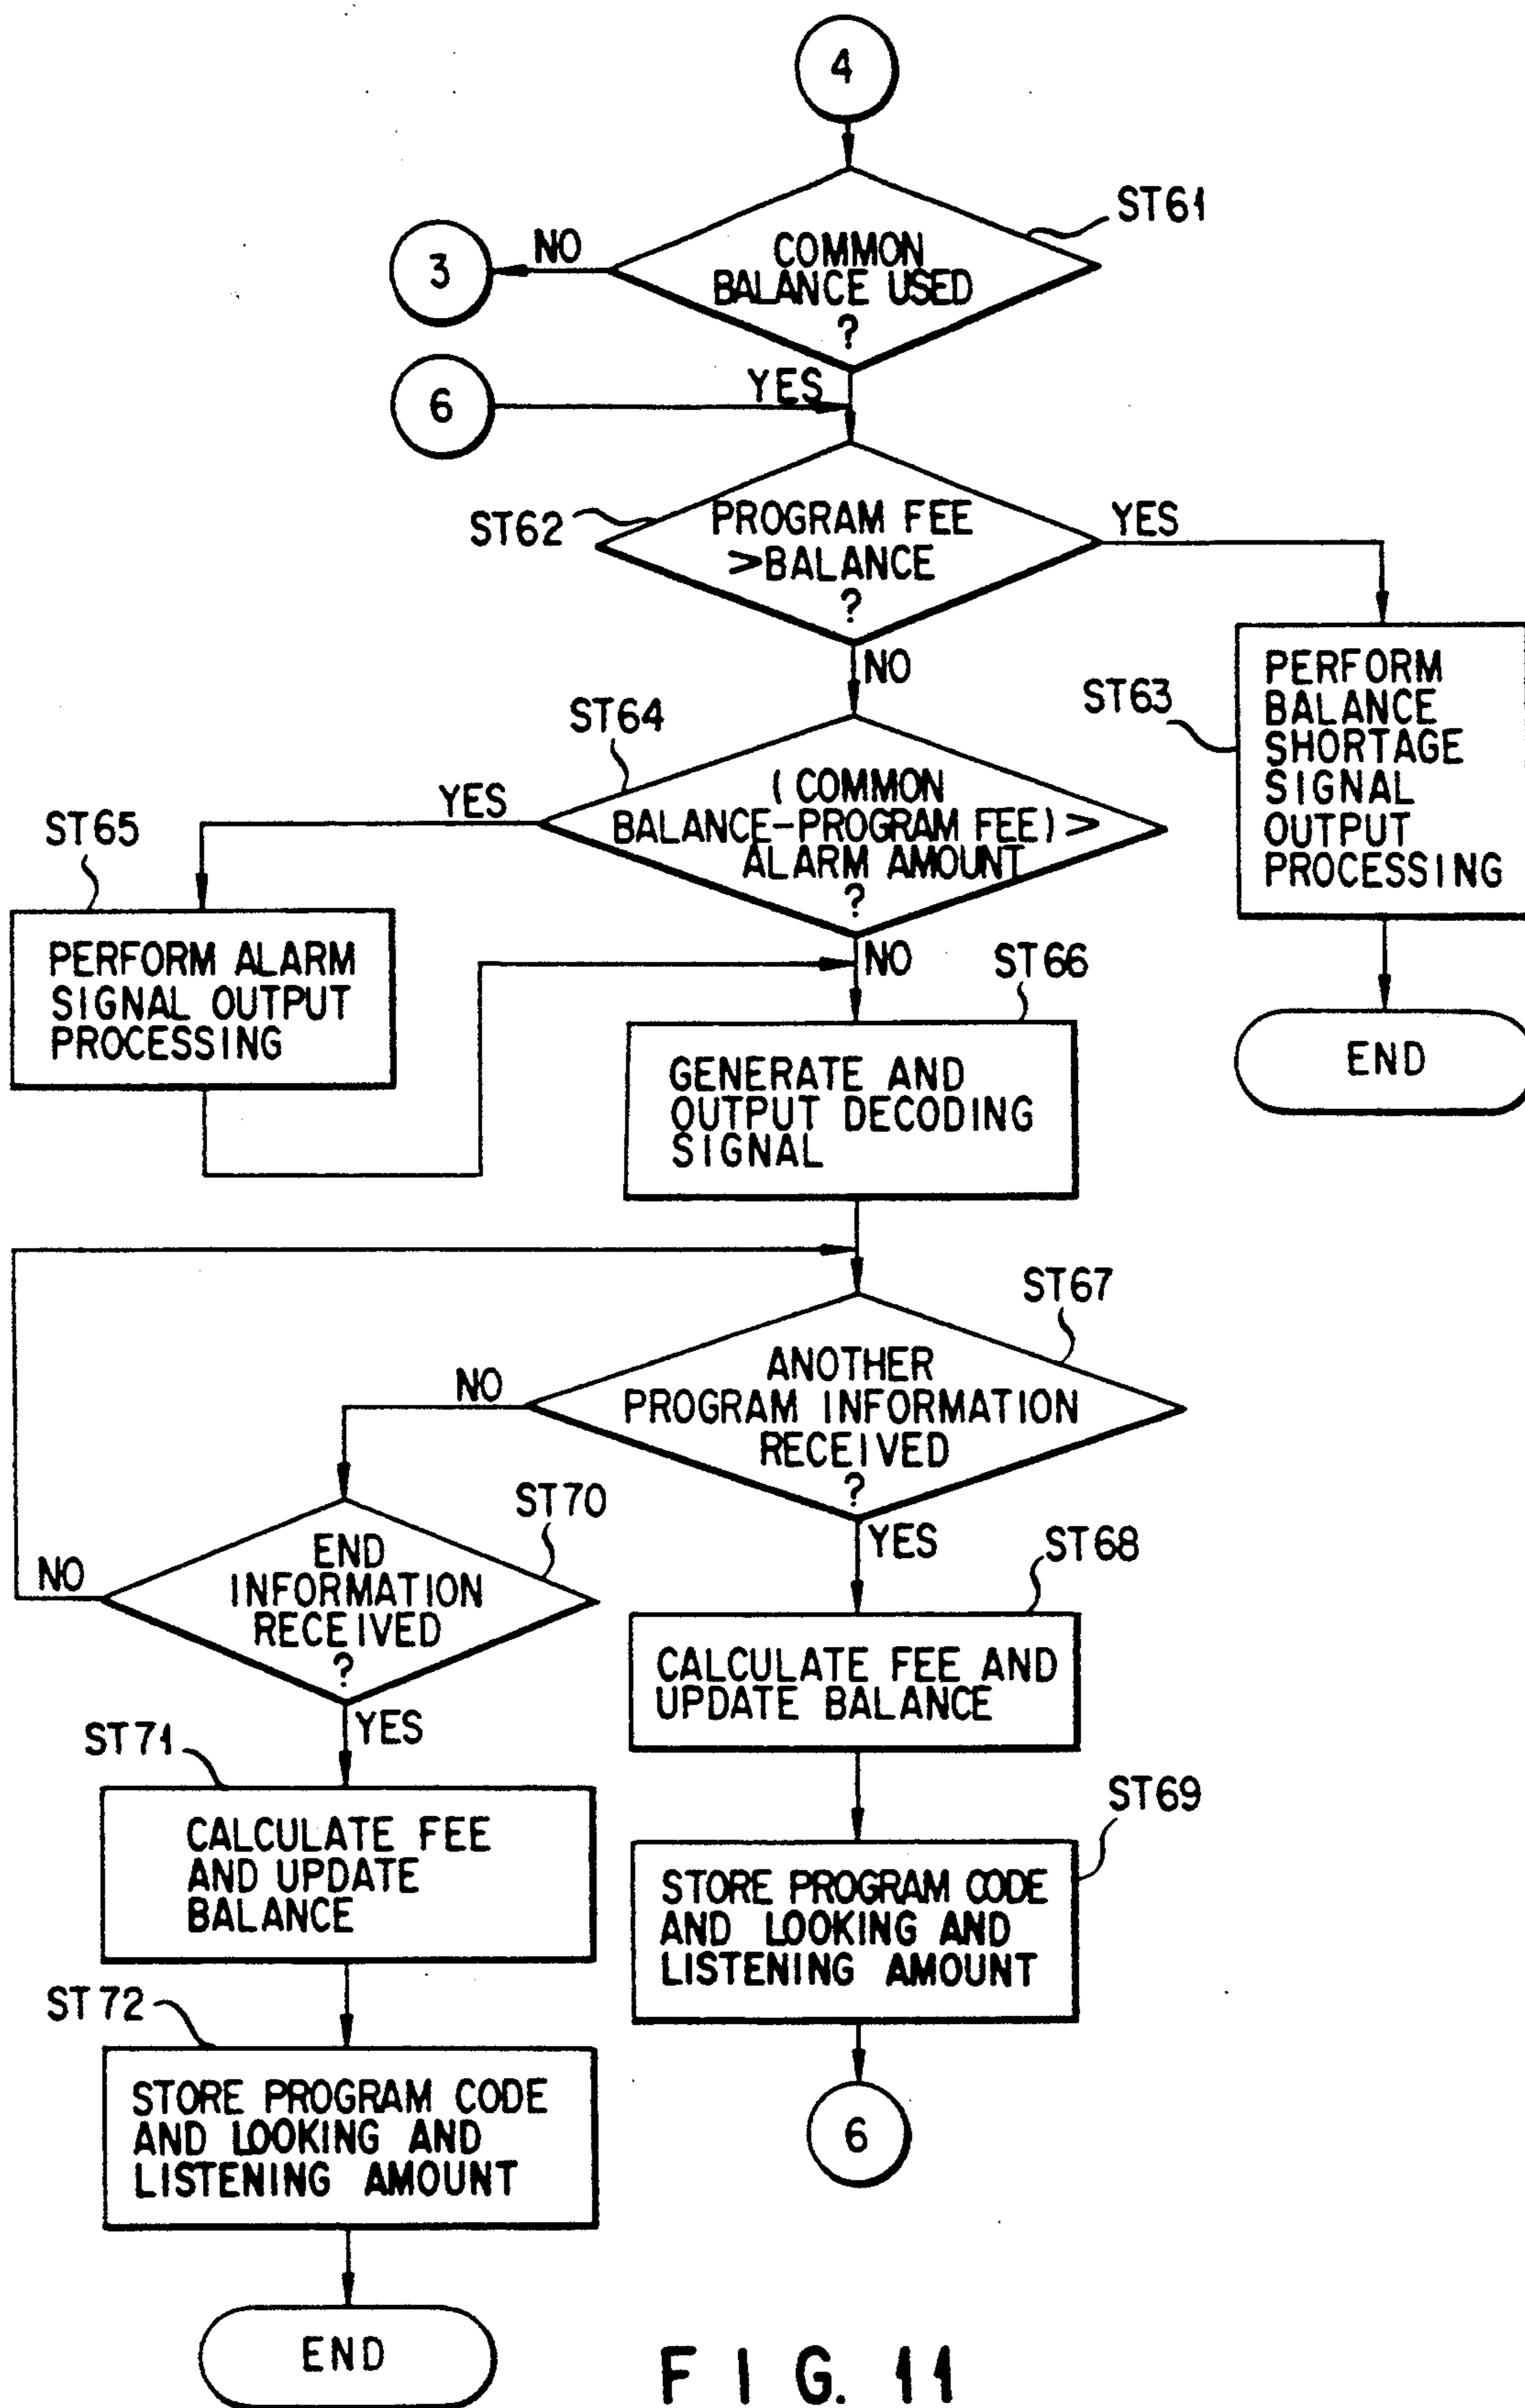 4
ST61
COMMON
BALANCE USED
?
NO
3
YES
6
ST62
PROGRAM FEE
>BALANCE
?
YES
NO
ST63
PERFORM
BALANCE
SHORTAGE
SIGNAL
OUTPUT
PROCESSING
END
ST64
(COMMON
BALANCE-PROGRAM FEE)>
ALARM AMOUNT
?
YES
NO
ST65
PERFORM ALARM
SIGNAL OUTPUT
PROCESSING
ST66
GENERATE AND
OUTPUT DECODING
SIGNAL
ST67
ANOTHER
PROGRAM INFORMATION
RECEIVED
?
NO
YES
ST70
END
INFORMATION
RECEIVED
?
NO
YES
ST68
CALCULATE FEE AND
UPDATE BALANCE
ST69
STORE PROGRAM CODE
AND LOOKING AND
LISTENING AMOUNT
6
ST71
CALCULATE FEE
AND UPDATE
BALANCE
ST72
STORE PROGRAM CODE
AND LOOKING AND
LISTENING AMOUNT
END
FIG. 11